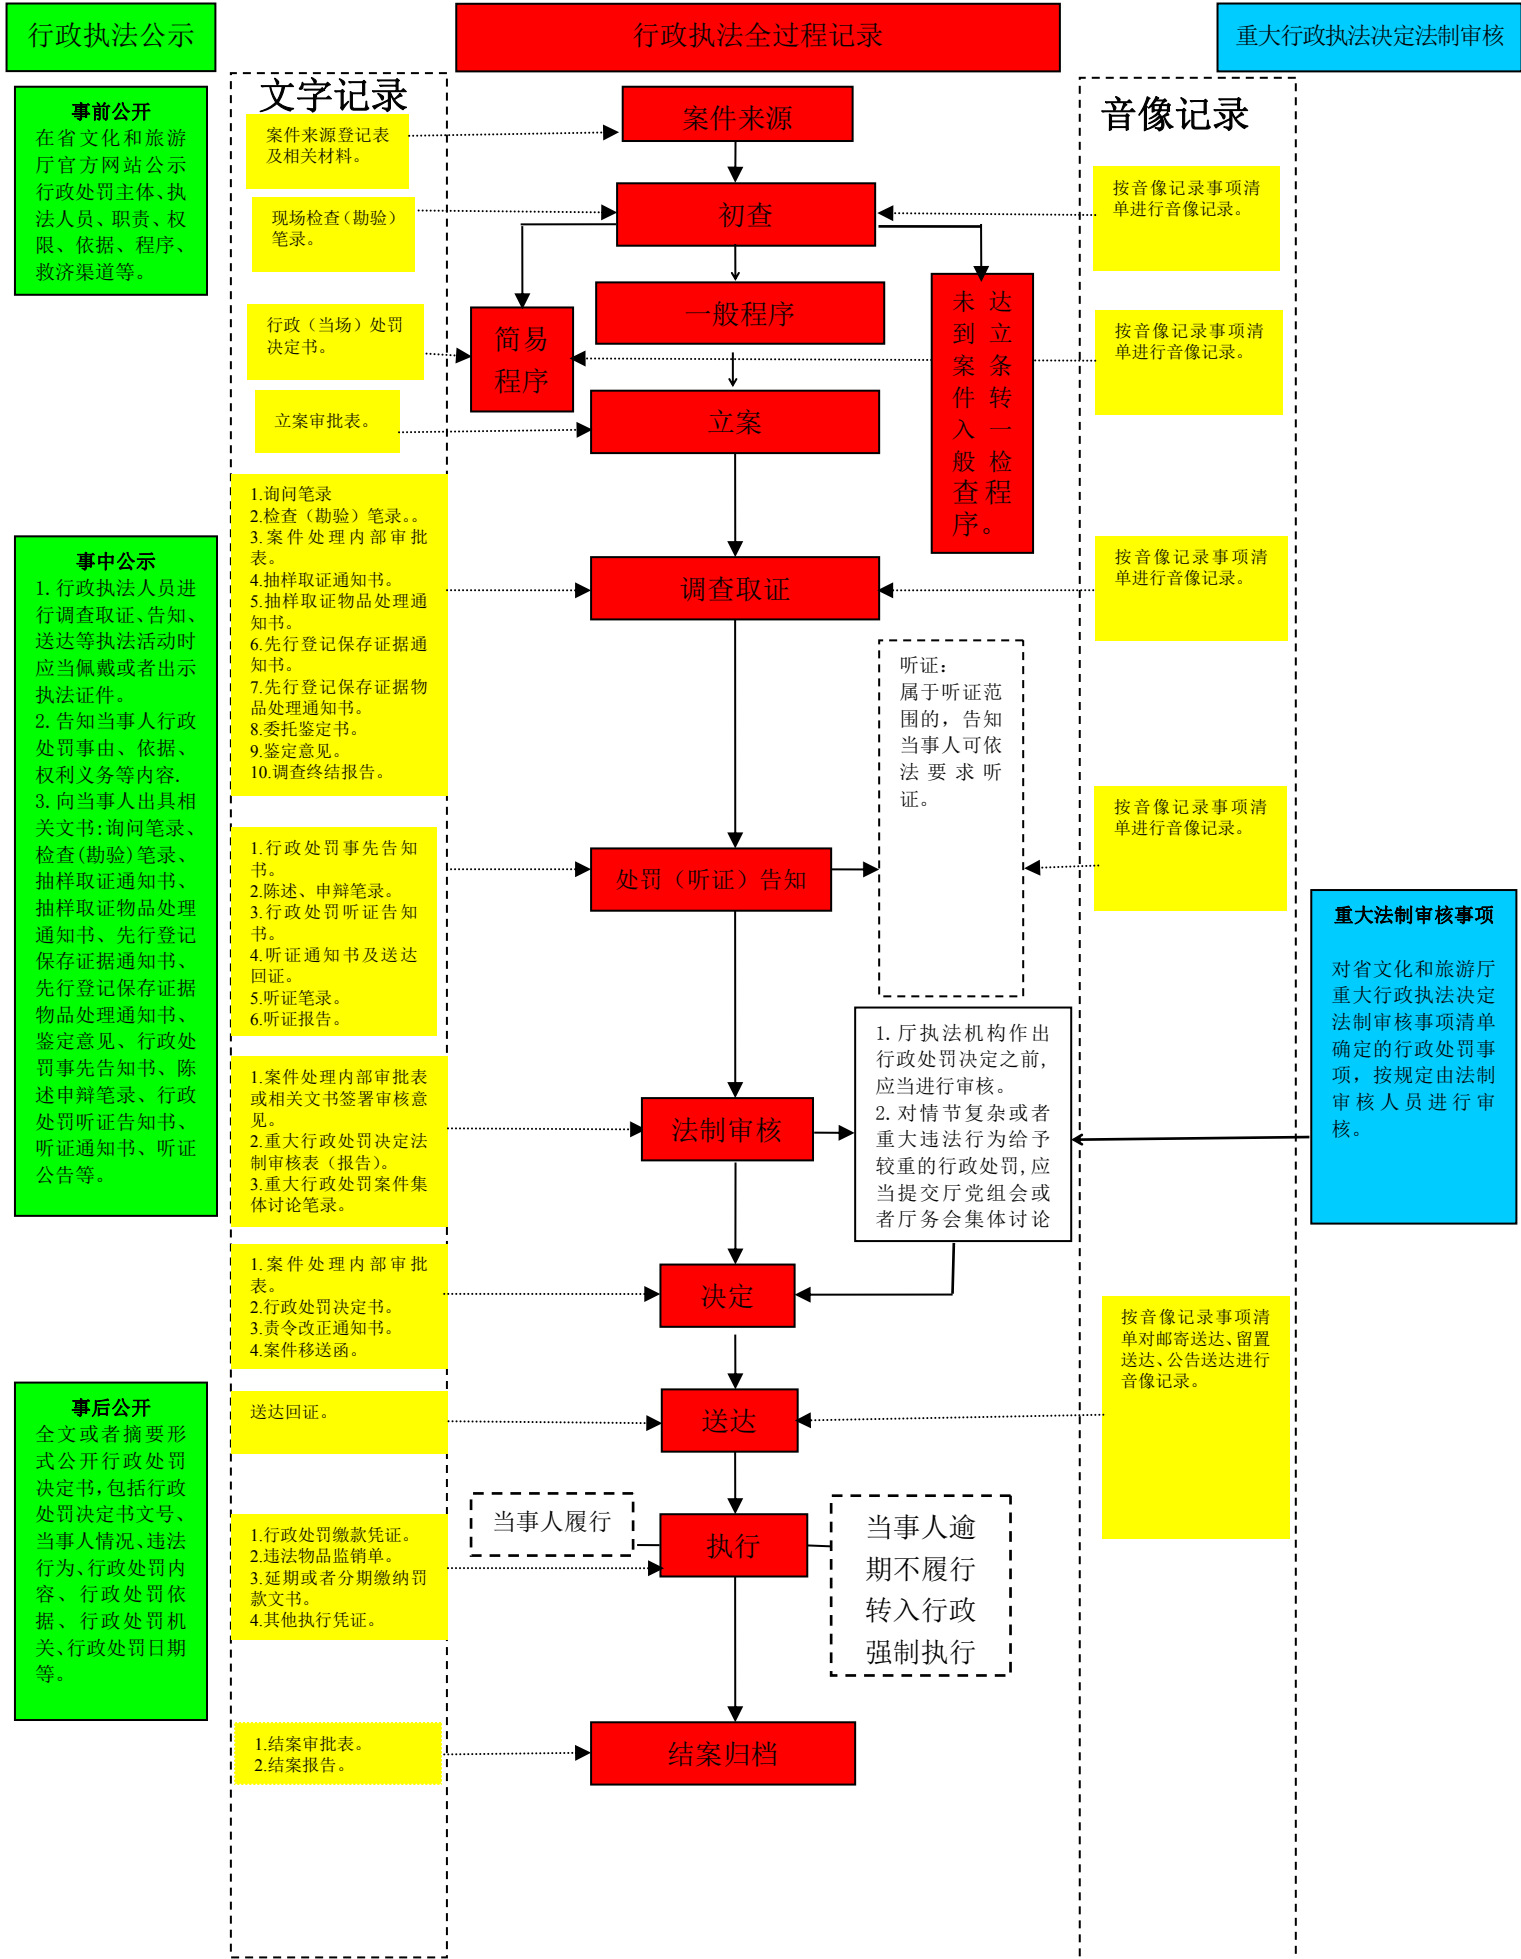 行政执法公示
行政执法全过程记录
重大行政执法决定法制审核
事前公开
在省文化和旅游
厅官方网站公示
行政处罚主体、执
法人员、职责、权
限、依据、程序、
救济渠道等。
事中公示
1. 行政执法人员进
行调查取证、告知、
送达等执法活动时
应当佩戴或者出示
执法证件。
2. 告知当事人行政
处罚事由、依据、
权利义务等内容.
3. 向当事人出具相
关文书:询问笔录、
检查(勘验)笔录、
抽样取证通知书、
抽样取证物品处理
通知书、先行登记
保存证据通知书、
先行登记保存证据
物品处理通知书、
鉴定意见、行政处
罚事先告知书、陈
述申辩笔录、行政
处罚听证告知书、
听证通知书、听证
公告等。
事后公开
全文或者摘要形
式公开行政处罚
决定书,包括行政
处罚决定书文号、
当事人情况、违法
行为、行政处罚内
容、行政处罚依
据、行政处罚机
关、行政处罚日期
等。
文字记录
案件来源登记表
及相关材料。
现场检查（勘验）
笔录。
行政（当场）处罚
决定书。
立案审批表。
1.询问笔录
2.检查（勘验）笔录。。
3.案件处理内部审批
表。
4.抽样取证通知书。
5.抽样取证物品处理通
知书。
6.先行登记保存证据通
知书。
7.先行登记保存证据物
品处理通知书。
8.委托鉴定书。
9.鉴定意见。
10.调查终结报告。
1.行政处罚事先告知
书。
2.陈述、申辩笔录。
3.行政处罚听证告知
书。
4.听证通知书及送达
回证。
5.听证笔录。
6.听证报告。
1.案件处理内部审批表
或相关文书签署审核意
见。
2.重大行政处罚决定法
制审核表（报告）。
3.重大行政处罚案件集
体讨论笔录。
1.案件处理内部审批
表。
2.行政处罚决定书。
3.责令改正通知书。
4.案件移送函。
送达回证。
1.行政处罚缴款凭证。
2.违法物品监销单。
3.延期或者分期缴纳罚
款文书。
4.其他执行凭证。
1.结案审批表。
2.结案报告。
案件来源
初查
一般程序
简易
程序
未达
到立
案条
件转
入一
般检
查程
序。
立案
调查取证
听证：
属于听证范
围的，告知
当事人可依
法要求听
证。
处罚（听证）告知
法制审核
1. 厅执法机构作出
行政处罚决定之前,
应当进行审核。
2. 对情节复杂或者
重大违法行为给予
较重的行政处罚,应
当提交厅党组会或
者厅务会集体讨论
决定
送达
当事人履行
执行
当事人逾
期不履行
转入行政
强制执行
结案归档
音像记录
按音像记录事项清
单进行音像记录。
按音像记录事项清
单进行音像记录。
按音像记录事项清
单进行音像记录。
按音像记录事项清
单进行音像记录。
按音像记录事项清
单对邮寄送达、留置
送达、公告送达进行
音像记录。
重大法制审核事项
对省文化和旅游厅
重大行政执法决定
法制审核事项清单
确定的行政处罚事
项，按规定由法制
审核人员进行审
核。